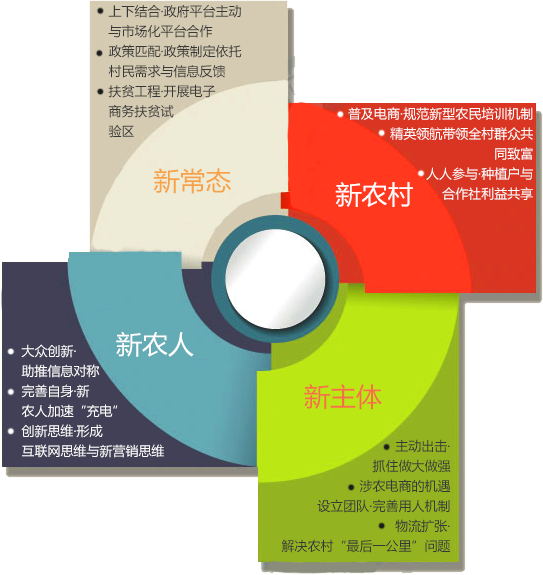 上下结合·政府平台主动
与市场化平台合作
政策匹配·政策制定依托
村民需求与信息反馈
扶贫工程·开展电子
商务扶贫试
验区
新常态
普及电商·规范新型农民培训机制
精英领航带领全村群众共
同致富
人人参与·种植户与
合作社利益共享
新农村
新农人
大众创新·
助推信息对称
完善自身·新
农人加速“充电”
创新思维·形成
互联网思维与新营销思维
新主体
主动出击·
抓住做大做强
涉农电商的机遇
设立团队·完善用人机制
物流扩张·
解决农村“最后一公里”问题